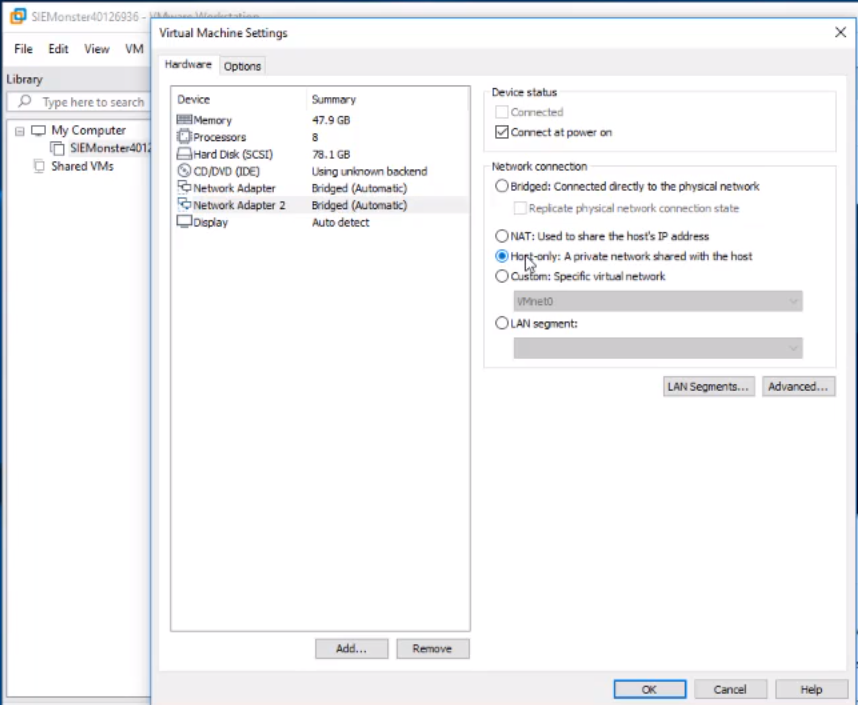 SIEMonster40126936 - VMware Workstation
Virtual Machine Settings
File Edit View VM
Hardware Options
Library
Type here to search
My Computer
SIEMonster4012
Shared VMs
Device Summary
Memory 47.9 GB
Processors 8
Hard Disk (SCSI) 78.1 GB
CD/DVD (IDE) Using unknown backend
Network Adapter Bridged (Automatic)
Network Adapter 2 Bridged (Automatic)
Display Auto detect
Add... Remove
Device status
Connected
Connect at power on
Network connection
Bridged: Connected directly to the physical network
Replicate physical network connection state
NAT: Used to share the host's IP address
Host-only: A private network shared with the host
Custom: Specific virtual network
VMnet0
LAN segment:
LAN Segments... Advanced...
OK Cancel Help